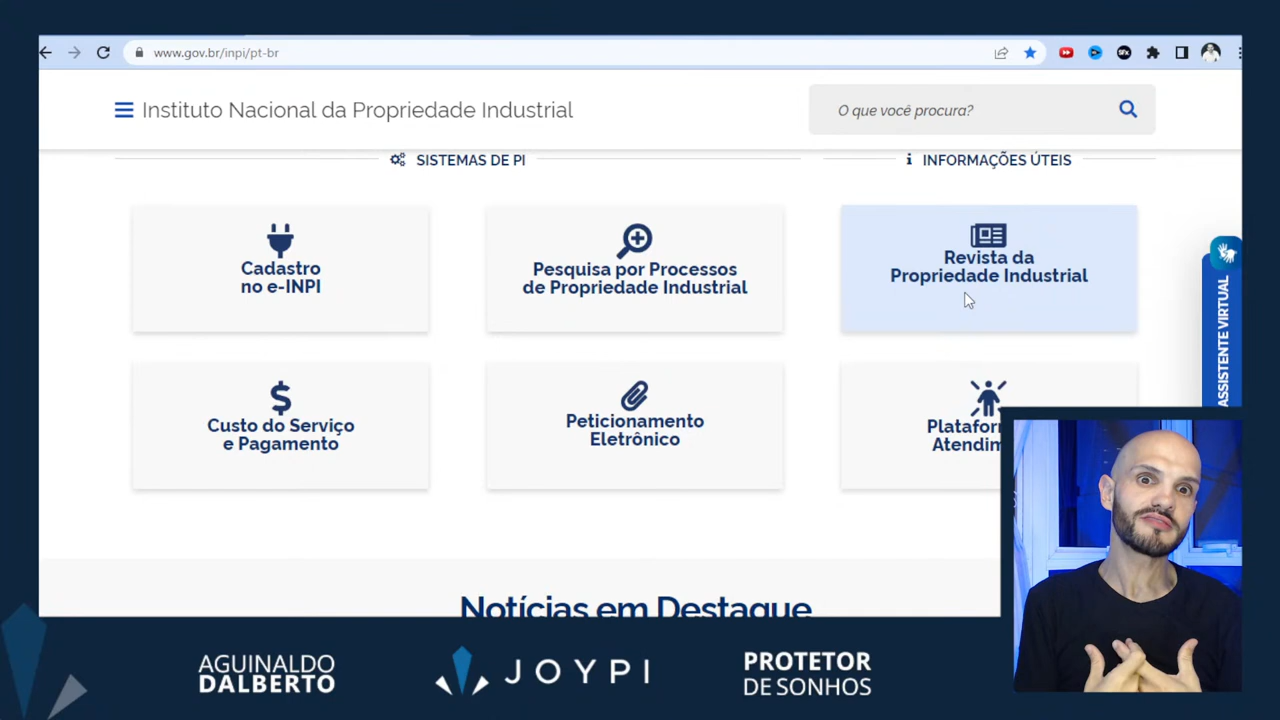 www.gov.br/inpi/pt-br
Instituto Nacional da Propriedade Industrial
O que você procura?
SISTEMAS DE PI
INFORMAÇÕES ÚTEIS
Cadastro
no e-INPI
Pesquisa por Processos
de Propriedade Industrial
Revista da
Propriedade Industrial
Custo do Serviço
e Pagamento
Peticionamento
Eletrônico
Platafor
Atendim
ASSISTENTE VIRTUAL
Notícias em Destaque
AGUINALDO
DALBERTO
JOYPI
PROTETOR
DE SONHOS